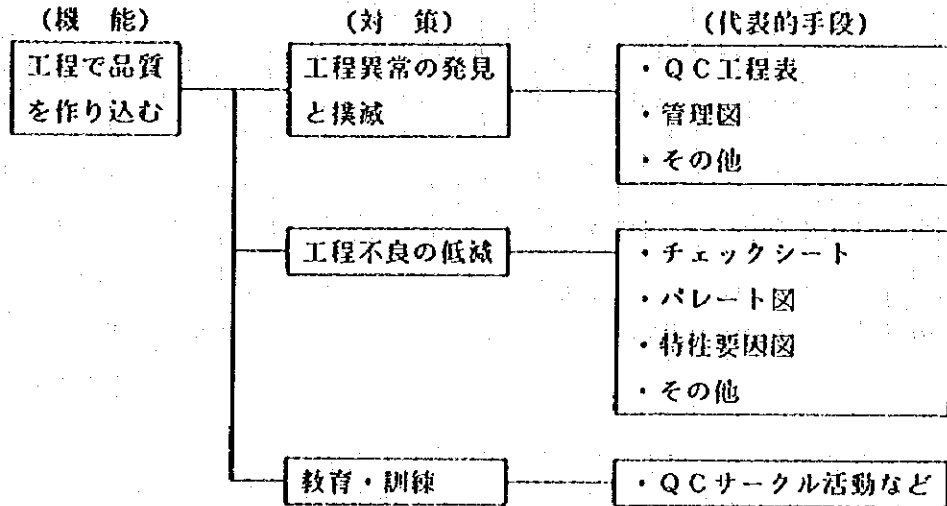 (機 能)
(対 策)
(代表的手段)
工程で品質
を作り込む
工程異常の発見
と撲滅
・QC工程表
・管理図
・その他
工程不良の低減
・チェックシート
・パレート図
・特性要因図
・その他
教育・訓練
・QCサークル活動など